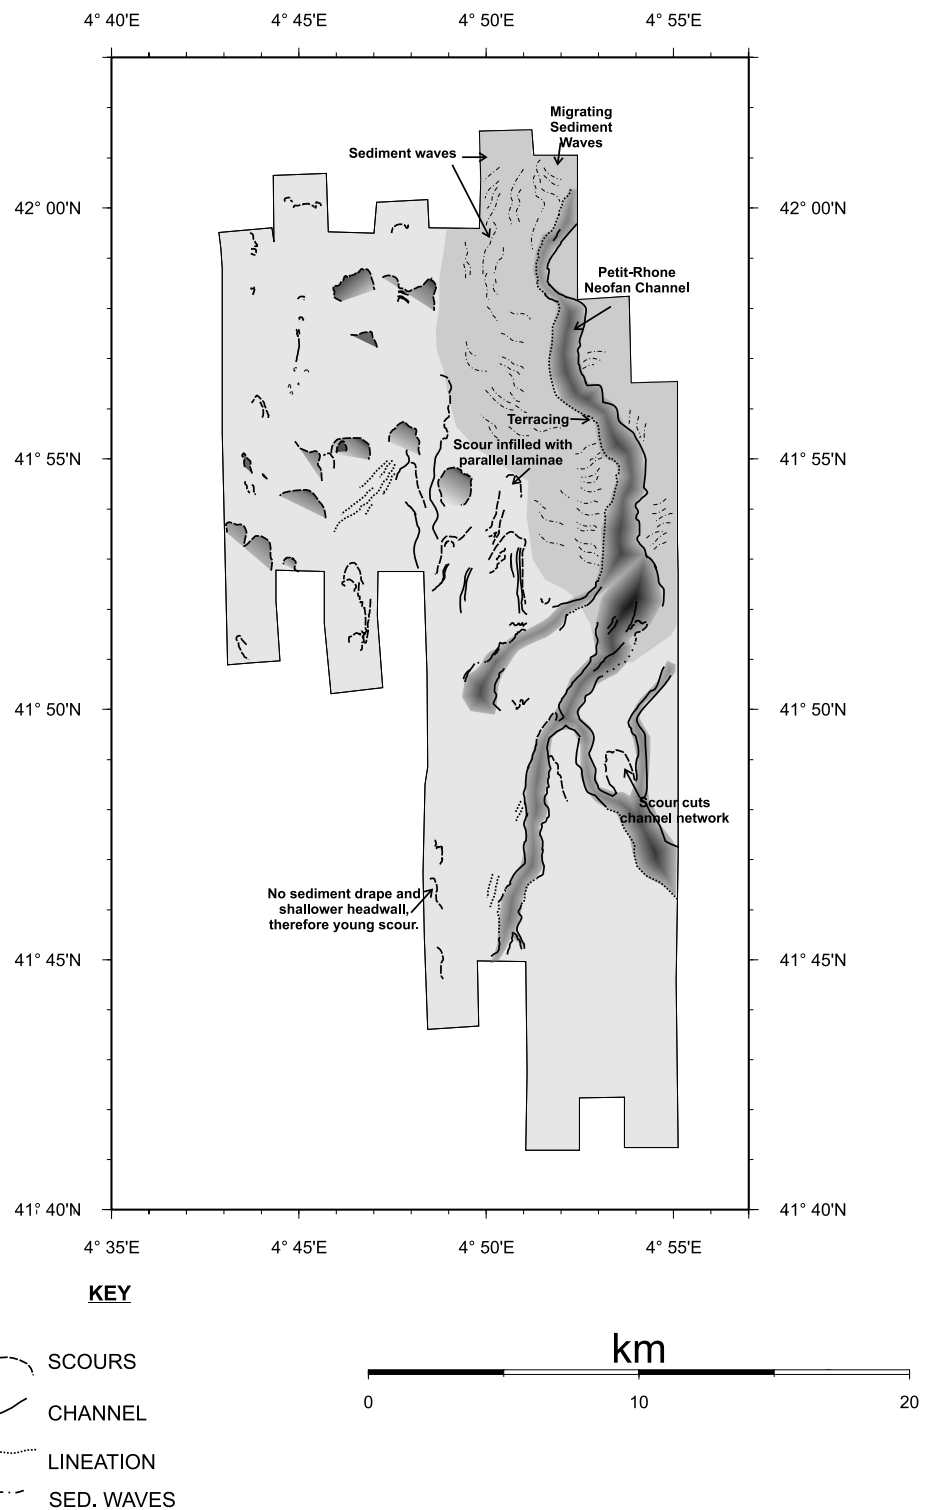 4° 40'E 4° 45'E 4° 50'E 4° 55'E
Migrating
Sediment
Waves
Sediment waves
42° 00'N 42° 00'N
Petit-Rhone
Neofan Channel
Terracing
Scour infilled with
parallel laminae
41° 55'N 41° 55'N
41° 50'N 41° 50'N
Scour cuts
channel network
No sediment drape and
shallower headwall,
therefore young scour.
41° 45'N 41° 45'N
41° 40'N 41° 40'N
4° 35'E 4° 45'E 4° 50'E 4° 55'E
KEY
SCOURS
CHANNEL
LINEATION
SED. WAVES
km
0 10 20